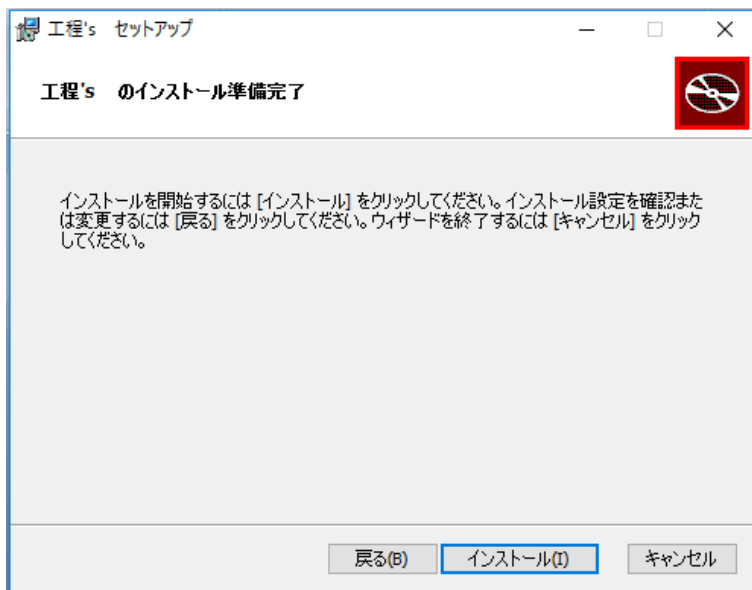 工程's　セットアップ
工程's　のインストール準備完了
インストールを開始するには [インストール] をクリックしてください。インストール設定を確認また
は変更するには [戻る] をクリックしてください。ウィザードを終了するには [キャンセル] をクリック
してください。
戻る(B)
インストール(I)
キャンセル